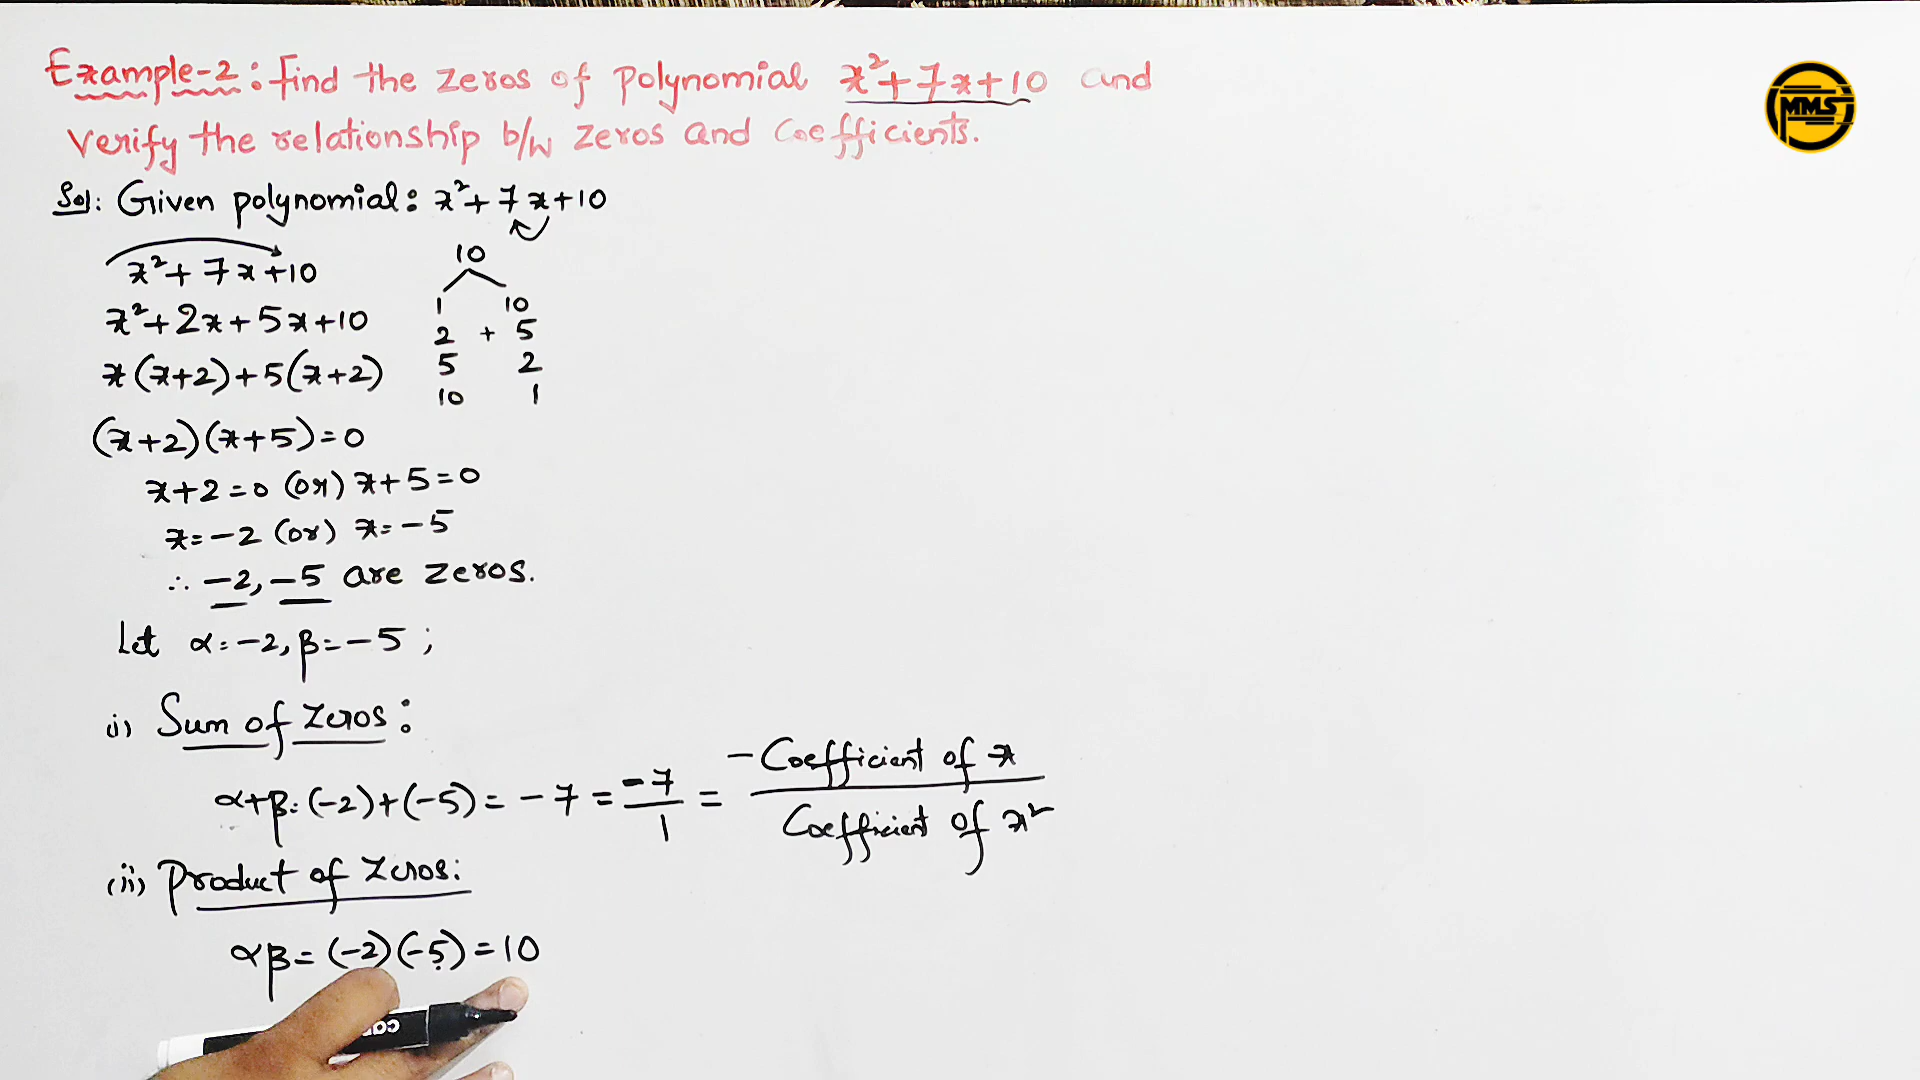 Example-2: Find the zeros of polynomial x²+7x+10 and
Verify the relationship b/w zeros and Coefficients.
Sol: Given polynomial: x²+7x+10
x²+7x+10
x²+2x+5x+10
x(x+2)+5(x+2)
(x+2)(x+5)=0
x+2=0 (or) x+5=0
x=-2 (or) x=-5
∴ -2, -5 are zeros.
10
1 10
2 + 5
5 2
10 1
Let α=-2, β=-5 ;
(i) Sum of Zeros:
α+β=(-2)+(-5)=-7=-7/1=-Coefficient of x/Coefficient of x²
(ii) Product of Zeros:
αβ=(-2)(-5)=10
MMS